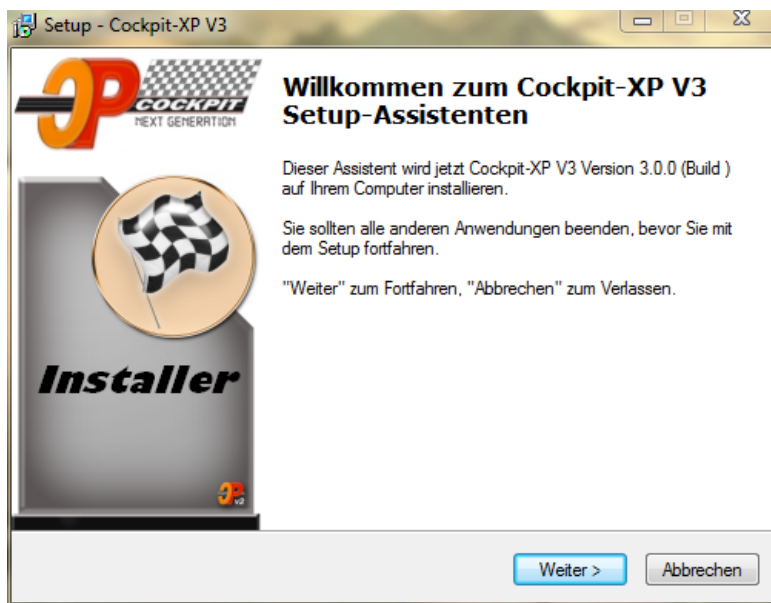 Setup - Cockpit-XP V3
COCKPIT
NEXT GENERATION
Willkommen zum Cockpit-XP V3
Setup-Assistenten
Dieser Assistent wird jetzt Cockpit-XP V3 Version 3.0.0 (Build )
auf Ihrem Computer installieren.
Sie sollten alle anderen Anwendungen beenden, bevor Sie mit
dem Setup fortfahren.
"Weiter" zum Fortfahren, "Abbrechen" zum Verlassen.
Installer
v2
Weiter >
Abbrechen